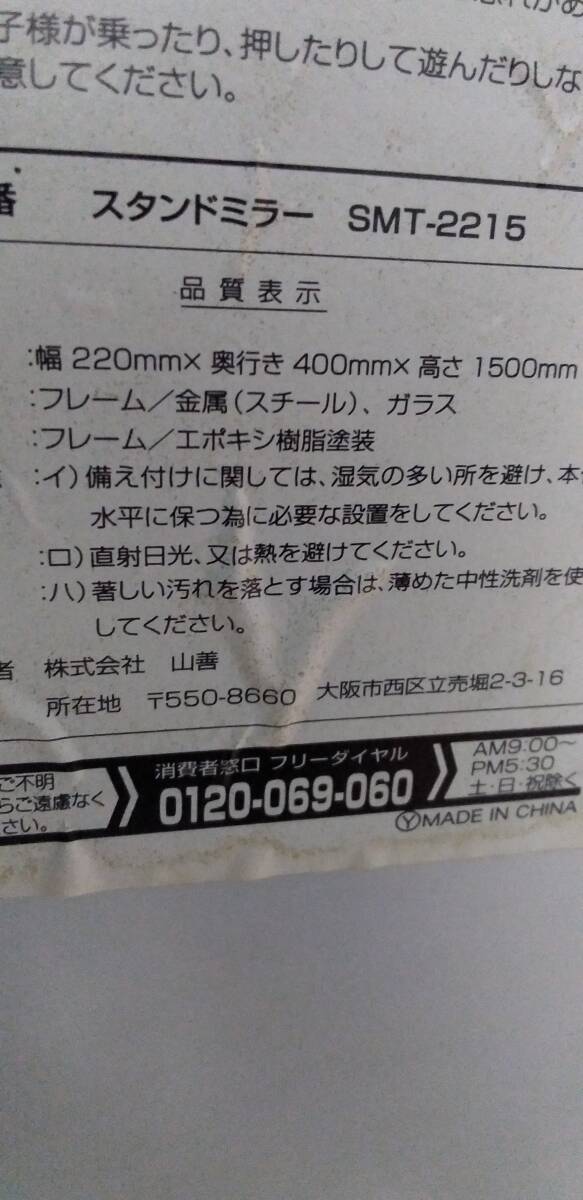 子様が乗ったり、押したりして遊んだりしな
意してください。
番 スタンドミラー SMT-2215
品質表示
:幅 220mm× 奥行き 400mm× 高さ 1500mm
:フレーム/金属(スチール)、ガラス
:フレーム/エポキシ樹脂塗装
:イ)備え付けに関しては、湿気の多い所を避け、本
水平に保つ為に必要な設置をしてください。
:ロ)直射日光、又は熱を避けてください。
:ハ)著しい汚れを落とす場合は、薄めた中性洗剤を使
してください。
者 株式会社 山善
所在地 〒550-8660 大阪市西区立売堀2-3-16
ご不明
らご遠慮なく
さい。
消費者窓口 フリーダイヤル
0120-069-060
AM9:00~
PM5:30
土・日・祝除く
Ⓨ MADE IN CHINA